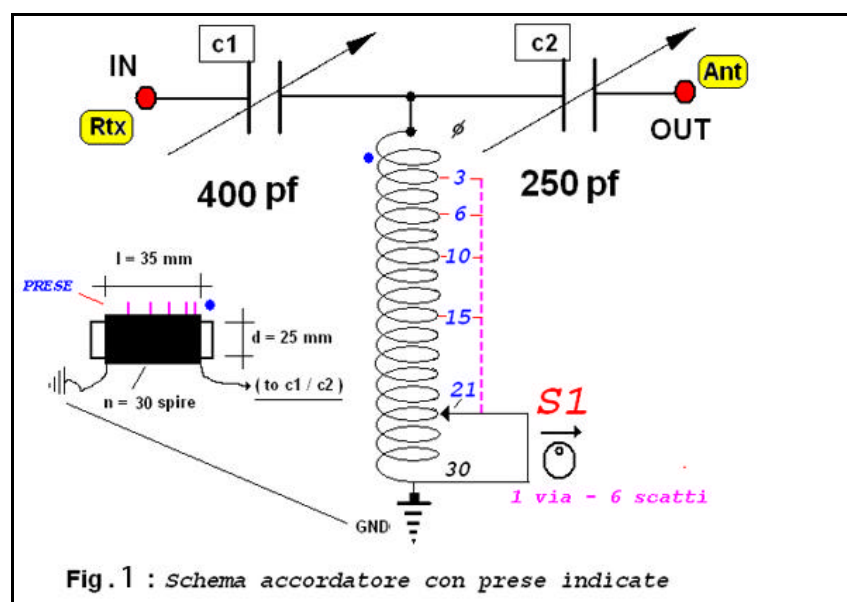 c1
c2
IN
Ant
Rtx
OUT
ø
400 pf
250 pf
3
6
10
15
21
30
l = 35 mm
PRESE
d = 25 mm
( to c1 / c2 )
n = 30 spire
S1
1 via - 6 scatti
GND
Fig. 1 : Schema accordatore con prese indicate